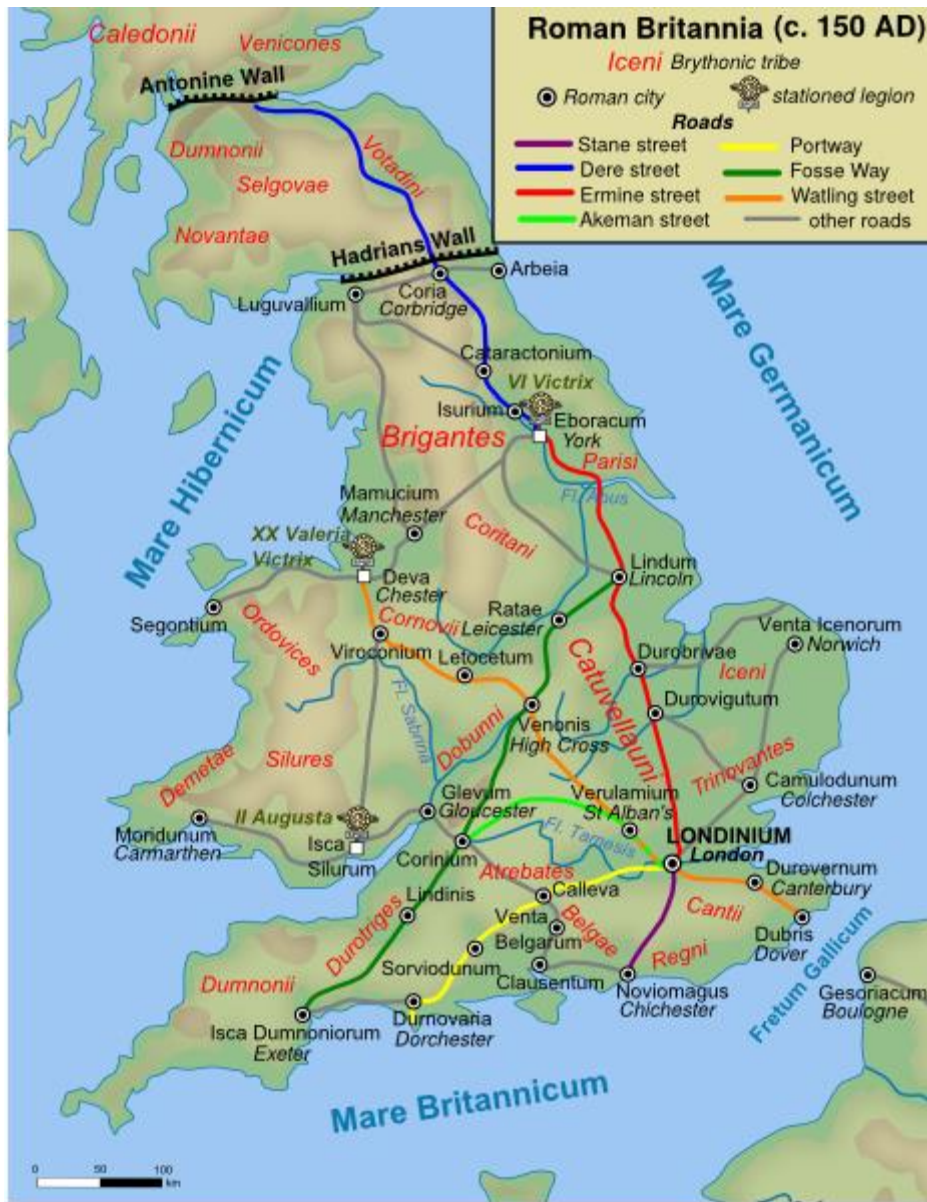 Roman Britannia (c. 150 AD)
Iceni Brythonic tribe
Roman city
stationed legion
Roads
Stane street
Portway
Dere street
Fosse Way
Ermine street
Watling street
Akeman street
other roads
Caledonii
Venicones
Antonine Wall
Dumnonii
Votadini
Selgovae
Novantae
Hadrians Wall
Arbeia
Luguvallium
Coria
Corbridge
Mare Germanicum
Mare Hibernicum
Cataractonium
VI Victrix
Isurium
Eboracum
York
Brigantes
Parisi
Fl. Abus
Mamucium
Manchester
Coritani
XX Valeria
Victrix
Deva
Chester
Lindum
Lincoln
Segontium
Ordovices
Cornovii
Ratae
Leicester
Viroconium
Letocetum
Catuvellauni
Venta Icenorum
Norwich
Durobrivae
Iceni
Durovigutum
Fl. Sabrina
Venonis
High Cross
Dobunni
Silures
Demetae
Trinovantes
Camulodunum
Colchester
Glevum
Gloucester
Verulamium
St Alban's
Moridunum
Carmarthen
II Augusta
Isca
Silurum
Fl. Tamesis
LONDINIUM
London
Corinium
Atrebates
Durovernum
Canterbury
Calleva
Lindinis
Durotriges
Venta
Belgarum
Belgae
Cantii
Dubris
Dover
Sorviodunum
Clausentum
Regni
Dumnonii
Noviomagus
Chichester
Fretum Gallicum
Gesoriacum
Boulogne
Isca Dumnoniorum
Exeter
Durnovaria
Dorchester
Mare Britannicum
0 50 100
km